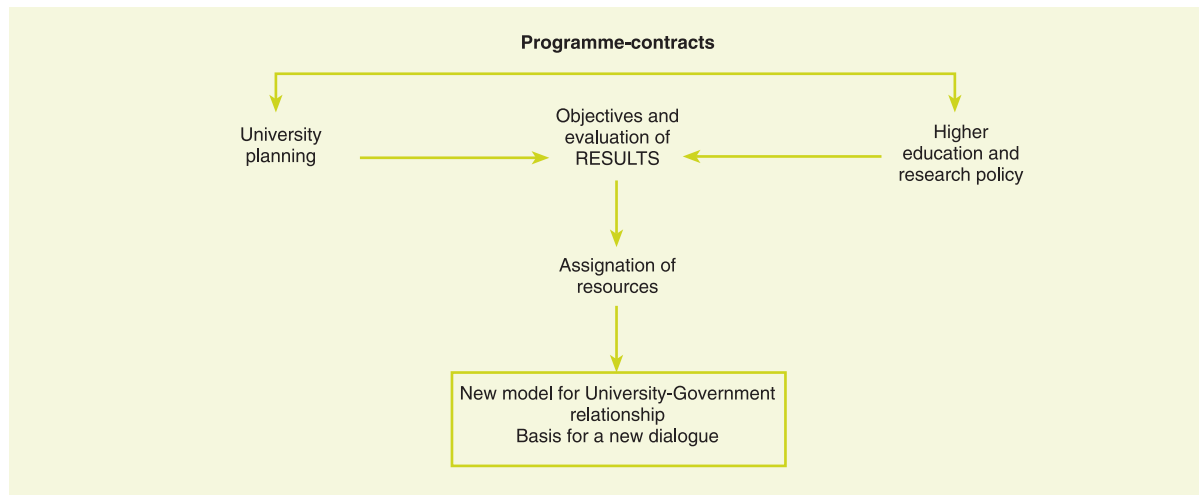 Programme-contracts
University
planning
Objectives and
evaluation of
RESULTS
Higher
education and
research policy
Assignation of
resources
New model for University-Government
relationship
Basis for a new dialogue